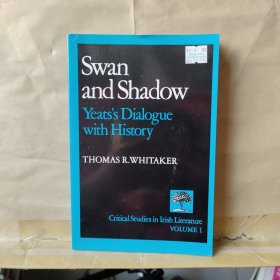 Swan
and Shadow
Yeats's Dialogue
with History
THOMAS R. WHITAKER
Critical Studies in Irish Literature
VOLUME 1